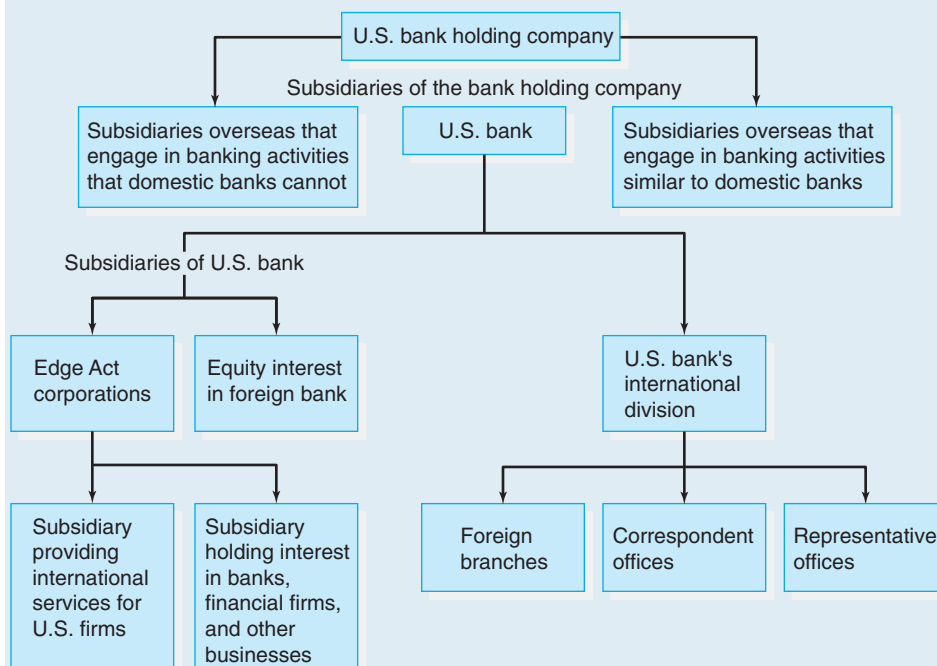 U.S. bank holding company
Subsidiaries of the bank holding company
Subsidiaries overseas that
engage in banking activities
that domestic banks cannot
U.S. bank
Subsidiaries overseas that
engage in banking activities
similar to domestic banks
Subsidiaries of U.S. bank
Edge Act
corporations
Equity interest
in foreign bank
U.S. bank's
international
division
Subsidiary
providing
international
services for
U.S. firms
Subsidiary
holding interest
in banks,
financial firms,
and other
businesses
Foreign
branches
Correspondent
offices
Representative
offices